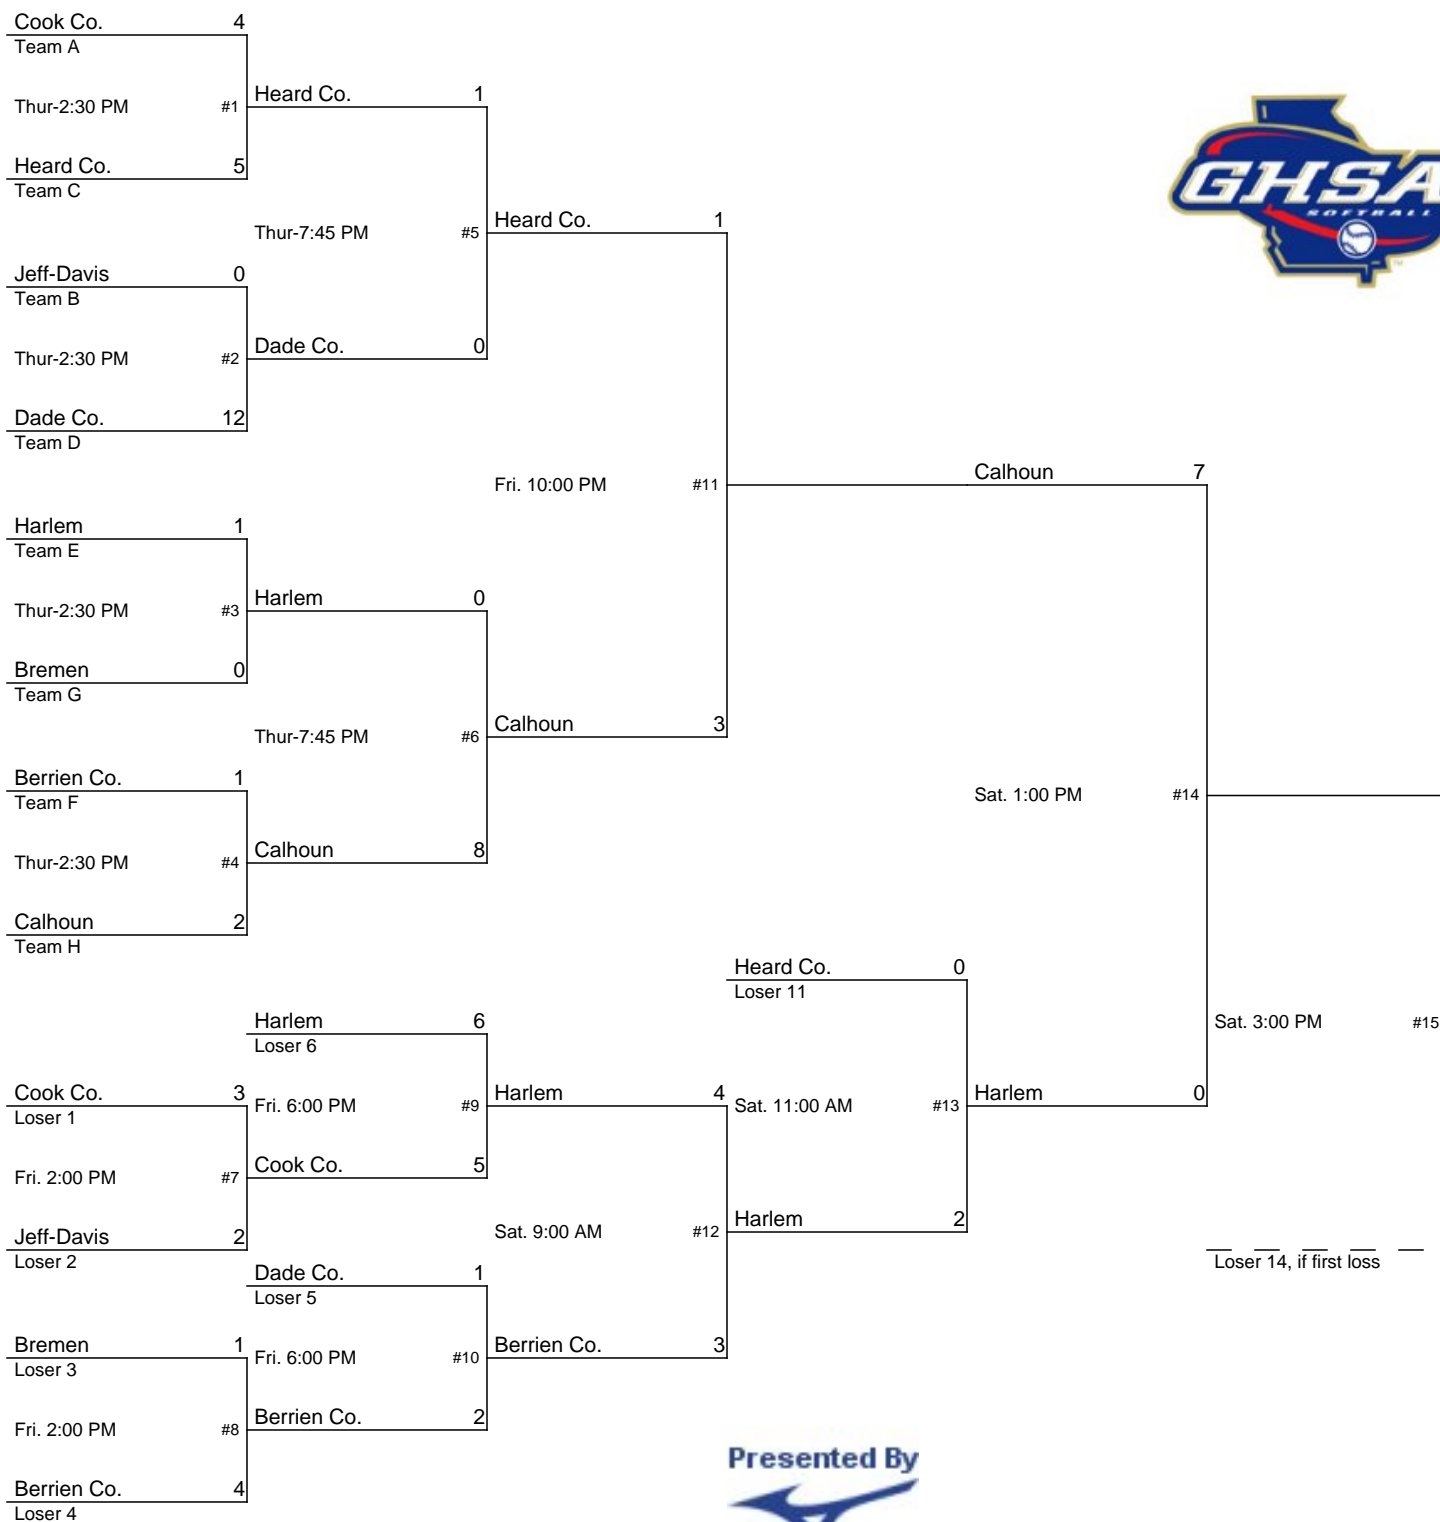 Cook Co. 4
Team A
Thur-2:30 PM #1
Heard Co. 1
Heard Co. 5
Team C
Thur-7:45 PM #5
Heard Co. 1
Jeff-Davis 0
Team B
Thur-2:30 PM #2
Dade Co. 0
Dade Co. 12
Team D
Fri. 10:00 PM #11
Calhoun 7
Harlem 1
Team E
Thur-2:30 PM #3
Harlem 0
Bremen 0
Team G
Thur-7:45 PM #6
Calhoun 3
Berrien Co. 1
Team F
Thur-2:30 PM #4
Calhoun 8
Calhoun 2
Team H
Sat. 1:00 PM #14
Heard Co. 0
Loser 11
Harlem 6
Loser 6
Sat. 3:00 PM #15
Cook Co. 3
Loser 1
Fri. 6:00 PM #9
Harlem 4
Sat. 11:00 AM #13
Harlem 0
Fri. 2:00 PM #7
Cook Co. 5
Jeff-Davis 2
Loser 2
Sat. 9:00 AM #12
Harlem 2
Loser 14, if first loss
Dade Co. 1
Loser 5
Bremen 1
Loser 3
Fri. 6:00 PM #10
Berrien Co. 3
Fri. 2:00 PM #8
Berrien Co. 2
Berrien Co. 4
Loser 4
GHSA
SOFTBALL
TM
Presented By